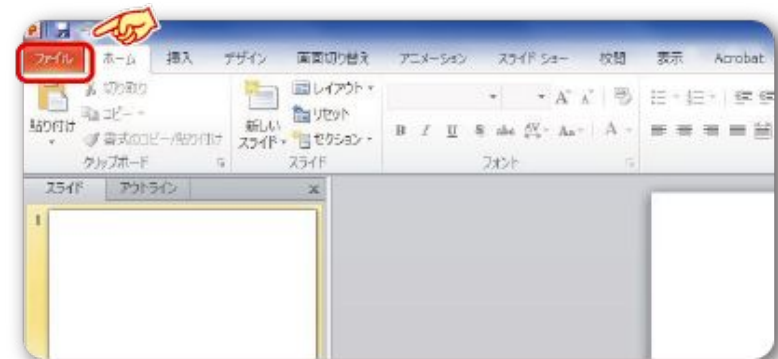 ファイル ホーム 挿入 デザイン 画面切り替え アニメーション スライド ショー 校閲 表示 Acrobat
切り取り
コピー
書式のコピー/貼り付け
貼り付け
クリップボード
新しい
スライド
レイアウト
リセット
セクション
スライド
B I U S abc AV Aa A
フォント
スライド アウトライン x
1